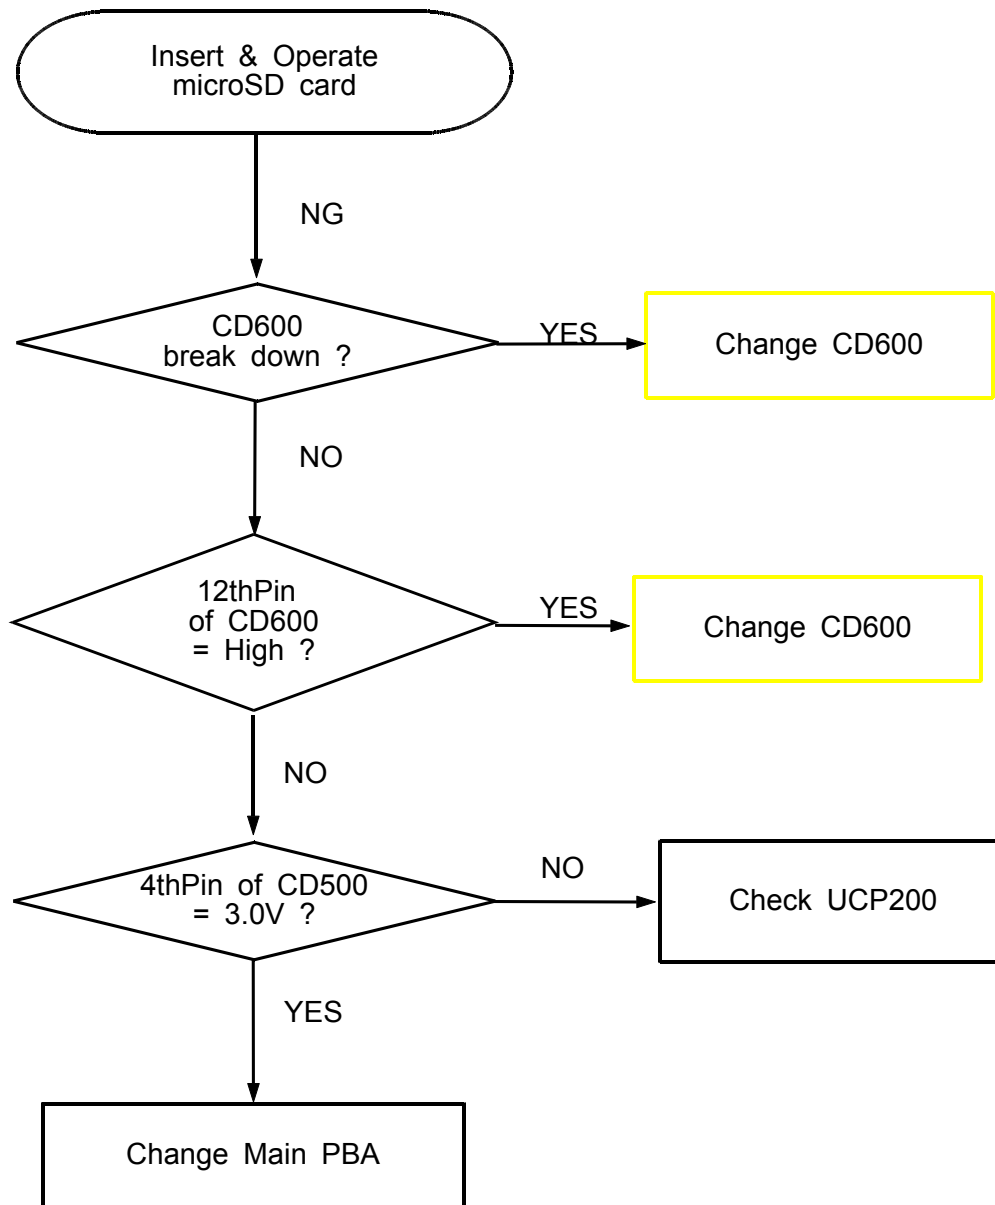 Insert & Operate
microSD card
NG
CD600
break down ?
YES
Change CD600
NO
12thPin
of CD600
= High ?
YES
Change CD600
NO
4thPin of CD500
= 3.0V ?
NO
Check UCP200
YES
Change Main PBA